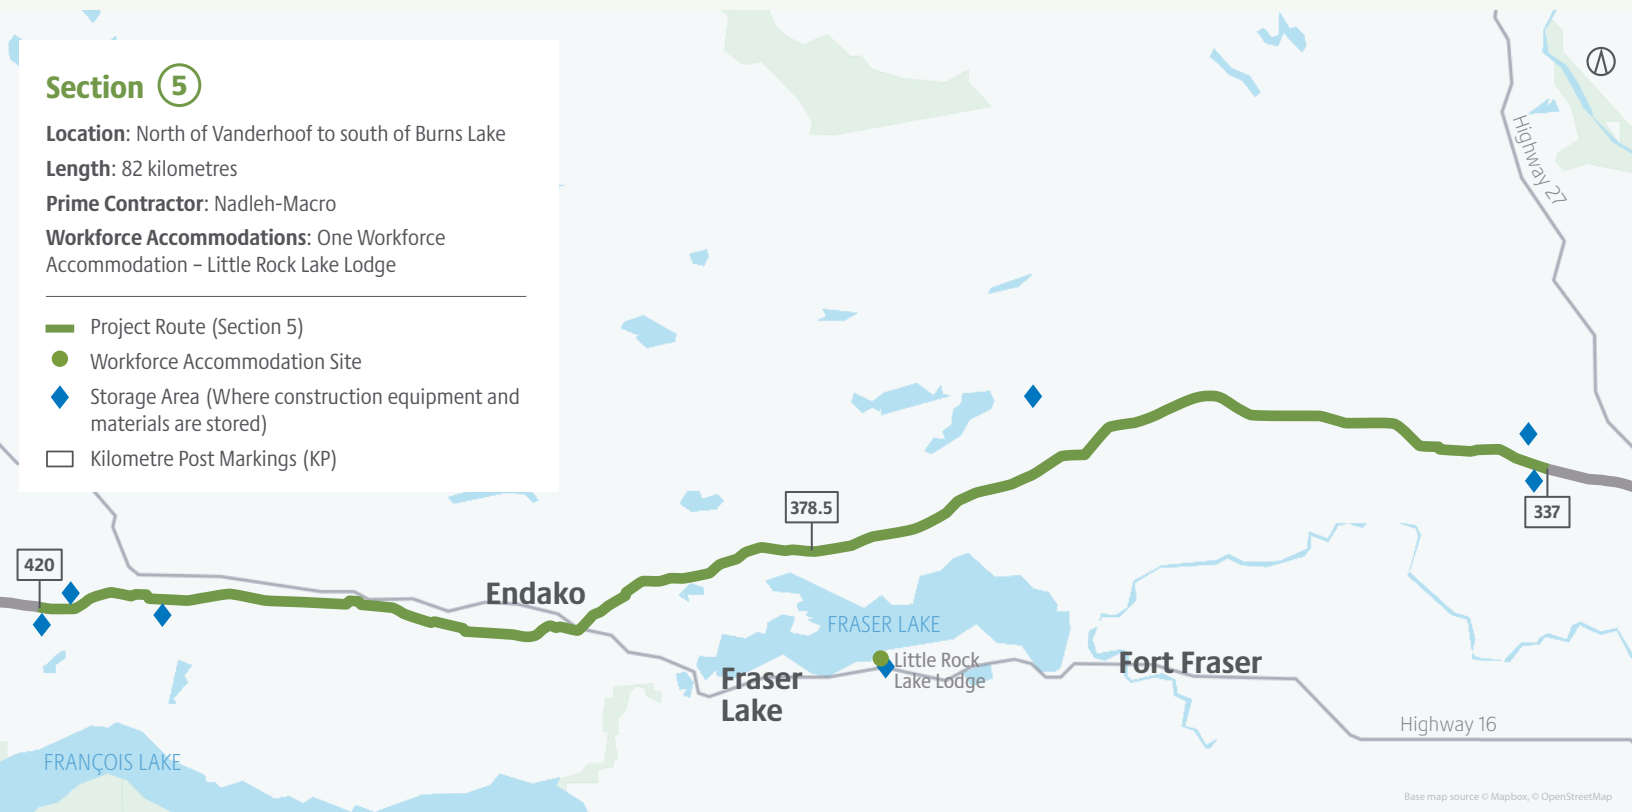 Section 5
Location: North of Vanderhoof to south of Burns Lake
Length: 82 kilometres
Prime Contractor: Nadleh-Macro
Workforce Accommodations: One Workforce
Accommodation – Little Rock Lake Lodge
Project Route (Section 5)
Workforce Accommodation Site
Storage Area (Where construction equipment and
materials are stored)
Kilometre Post Markings (KP)
Highway 27
378.5
337
420
Endako
FRASER LAKE
Little Rock
Lake Lodge
Fraser
Lake
Fort Fraser
Highway 16
FRANÇOIS LAKE
Base map source © Mapbox, © OpenStreetMap